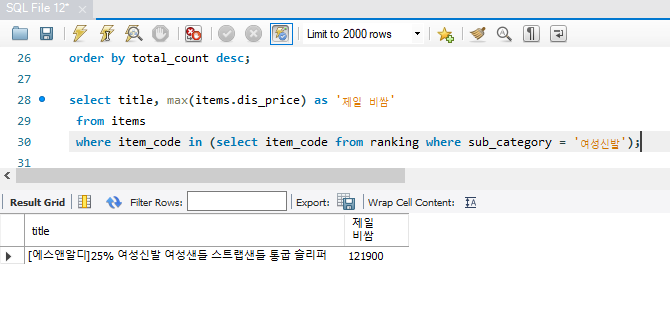 SQL File 12*
Limit to 2000 rows
26 order by total_count desc;
27
28 select title, max(items.dis_price) as '제일 비쌈'
29 from items
30 where item_code in (select item_code from ranking where sub_category = '여성신발');
31
Result Grid Filter Rows: Export: Wrap Cell Content:
title 제일
비쌈
[에스앤알디]25% 여성신발 여성샌들 스트랩샌들 통굽 슬리퍼 121900